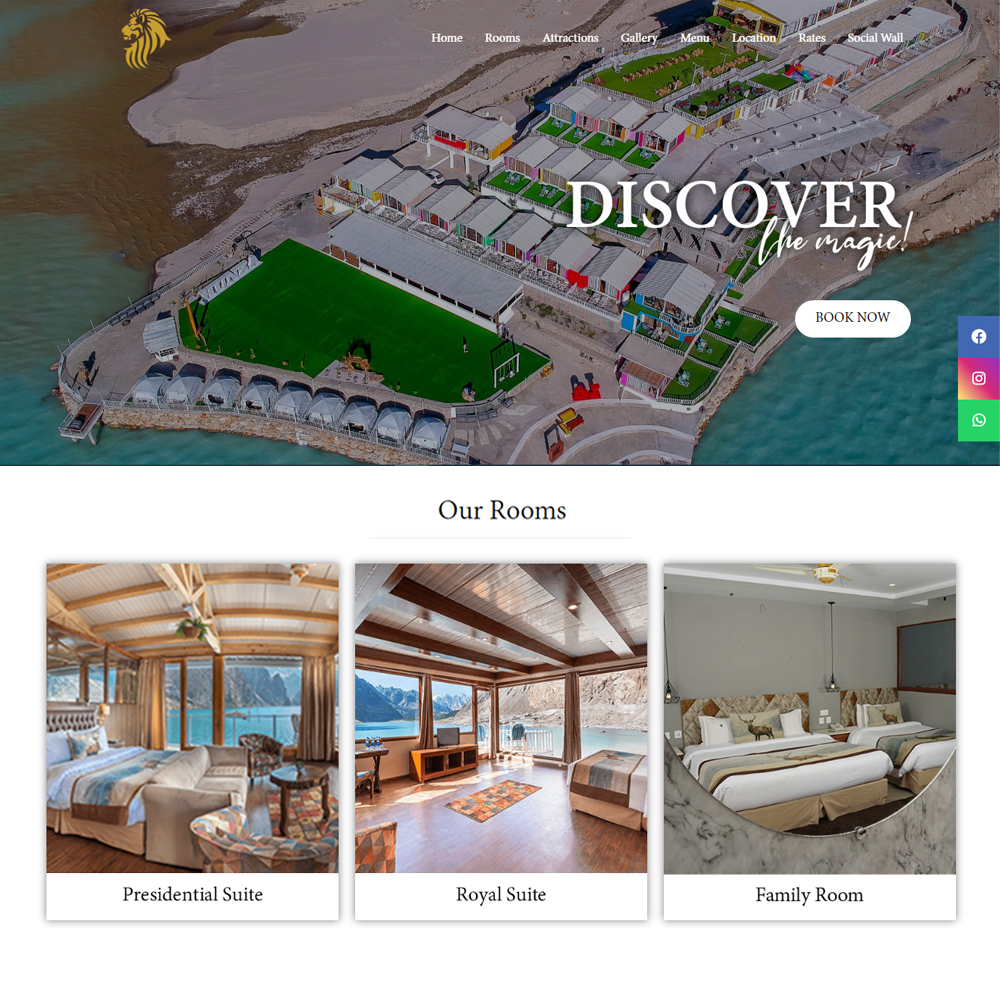 Home Rooms Attractions Gallery Menu Location Rates Social Wall
DISCOVER
the magic!
BOOK NOW
Our Rooms
Presidential Suite Royal Suite Family Room